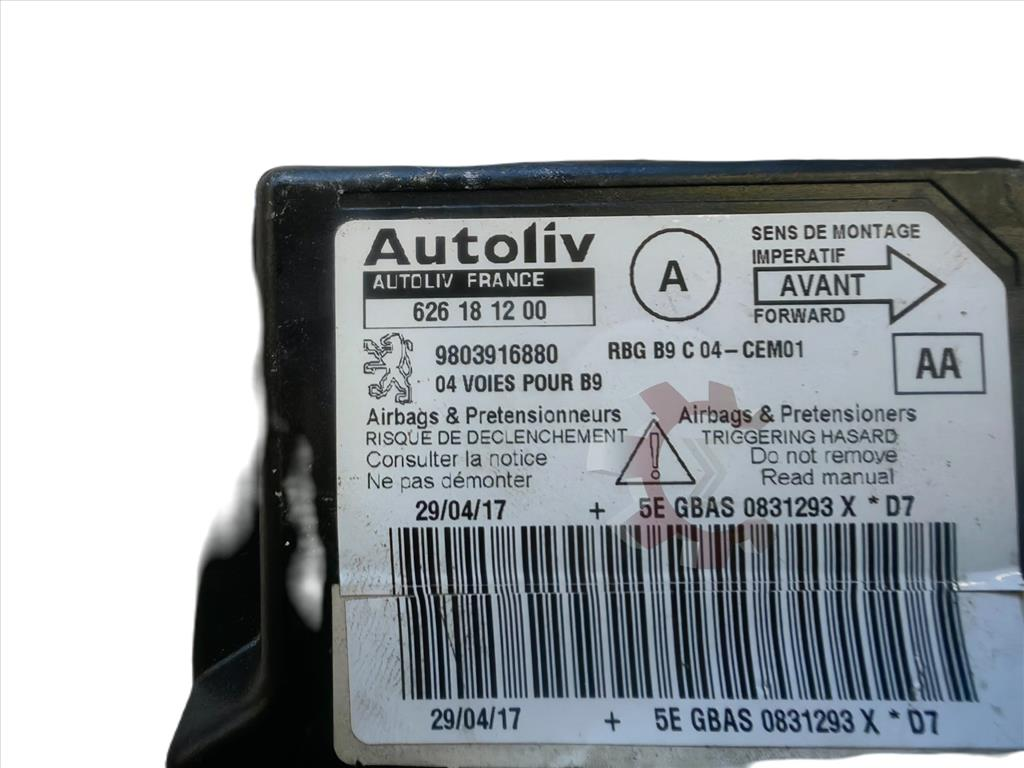 Autoliv
AUTOLIV FRANCE
626 18 12 00
A
SENS DE MONTAGE
IMPERATIF
AVANT
FORWARD
9803916880
RBG B9 C 04-CEM01
04 VOIES POUR B9
AA
Airbags & Pretensionneurs
RISQUE DE DECLENCHEMENT
Consulter la notice
Ne pas démonter
!
Airbags & Pretensioners
TRIGGERING HASARD
Do not remove
Read manual
29/04/17 + 5E GBAS 0831293 X * D7
29/04/17 + 5E GBAS 0831293 X * D7